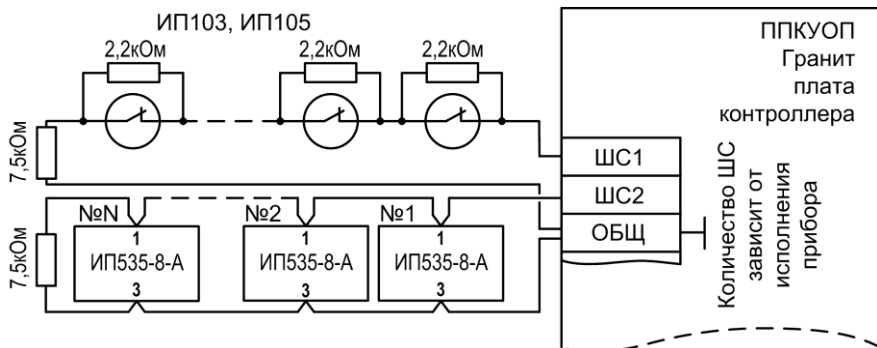 ИП103, ИП105
2,2кОм
2,2кОм
2,2кОм
7,5кОм
ППКУОП
Гранит
плата
контроллера
ШС1
ШС2
ОБЩ
Количество ШС
зависит от
исполнения
прибора
7,5кОм
№N
№2
№1
1
1
1
ИП535-8-А
ИП535-8-А
ИП535-8-А
3
3
3